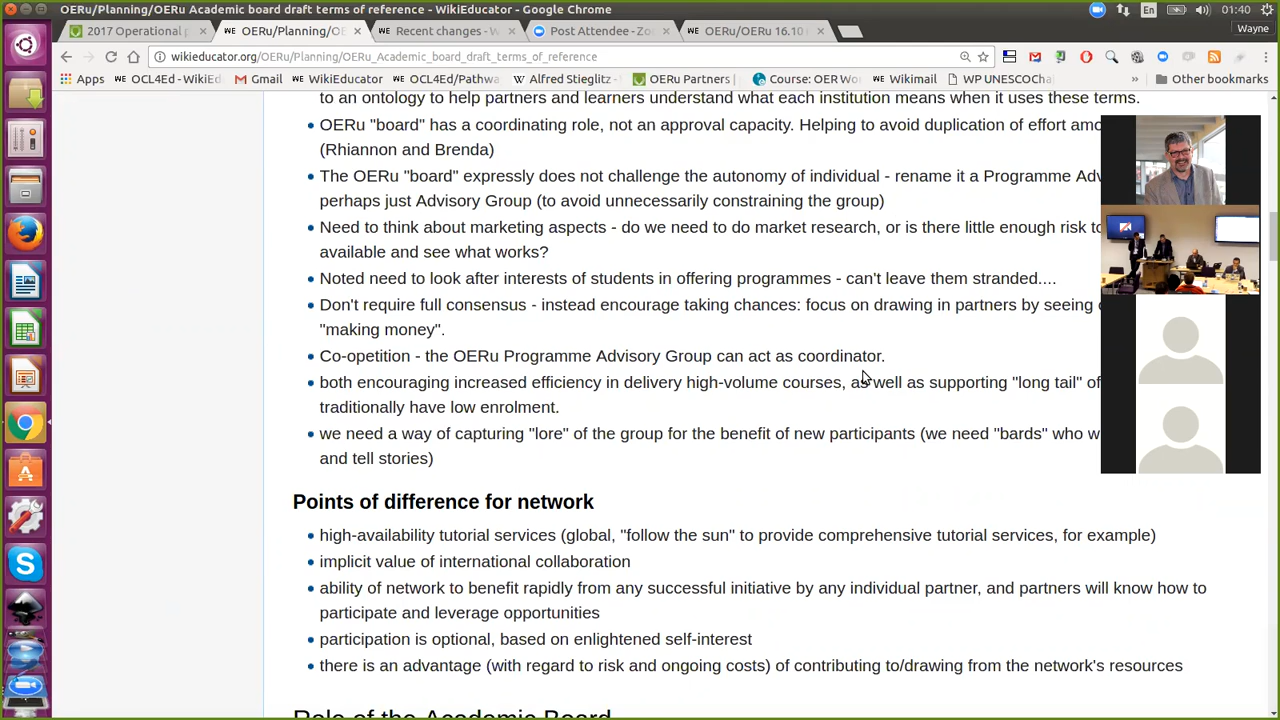 OERu/Planning/OERu Academic board draft terms of reference - WikiEducator - Google Chrome
En
01:40
2017 Operational p
OERu/Planning/OE
Recent changes - W
Post Attendee - Zo
OERu/OERu 16.10
Wayne
wikieducator.org/OERu/Planning/OERu_Academic_board_draft_terms_of_reference
Apps
OCL4Ed - WikiEd
Gmail
WikiEducator
OCL4Ed/Pathwa
Alfred Stieglitz
OERu Partners
Course: OER Wo
Wikimail
WP UNESCOCha
»
Other bookmarks
to an ontology to help partners and learners understand what each institution means when it uses these terms.
OERu "board" has a coordinating role, not an approval capacity. Helping to avoid duplication of effort amo
(Rhiannon and Brenda)
The OERu "board" expressly does not challenge the autonomy of individual - rename it a Programme Adv
perhaps just Advisory Group (to avoid unnecessarily constraining the group)
Need to think about marketing aspects - do we need to do market research, or is there little enough risk to
available and see what works?
Noted need to look after interests of students in offering programmes - can't leave them stranded....
Don't require full consensus - instead encourage taking chances: focus on drawing in partners by seeing
"making money".
Co-opetition - the OERu Programme Advisory Group can act as coordinator.
both encouraging increased efficiency in delivery high-volume courses, as well as supporting "long tail" of
traditionally have low enrolment.
we need a way of capturing "lore" of the group for the benefit of new participants (we need "bards" who w
and tell stories)
Points of difference for network
high-availability tutorial services (global, "follow the sun" to provide comprehensive tutorial services, for example)
implicit value of international collaboration
ability of network to benefit rapidly from any successful initiative by any individual partner, and partners will know how to
participate and leverage opportunities
participation is optional, based on enlightened self-interest
there is an advantage (with regard to risk and ongoing costs) of contributing to/drawing from the network's resources
Role of the Academic Board